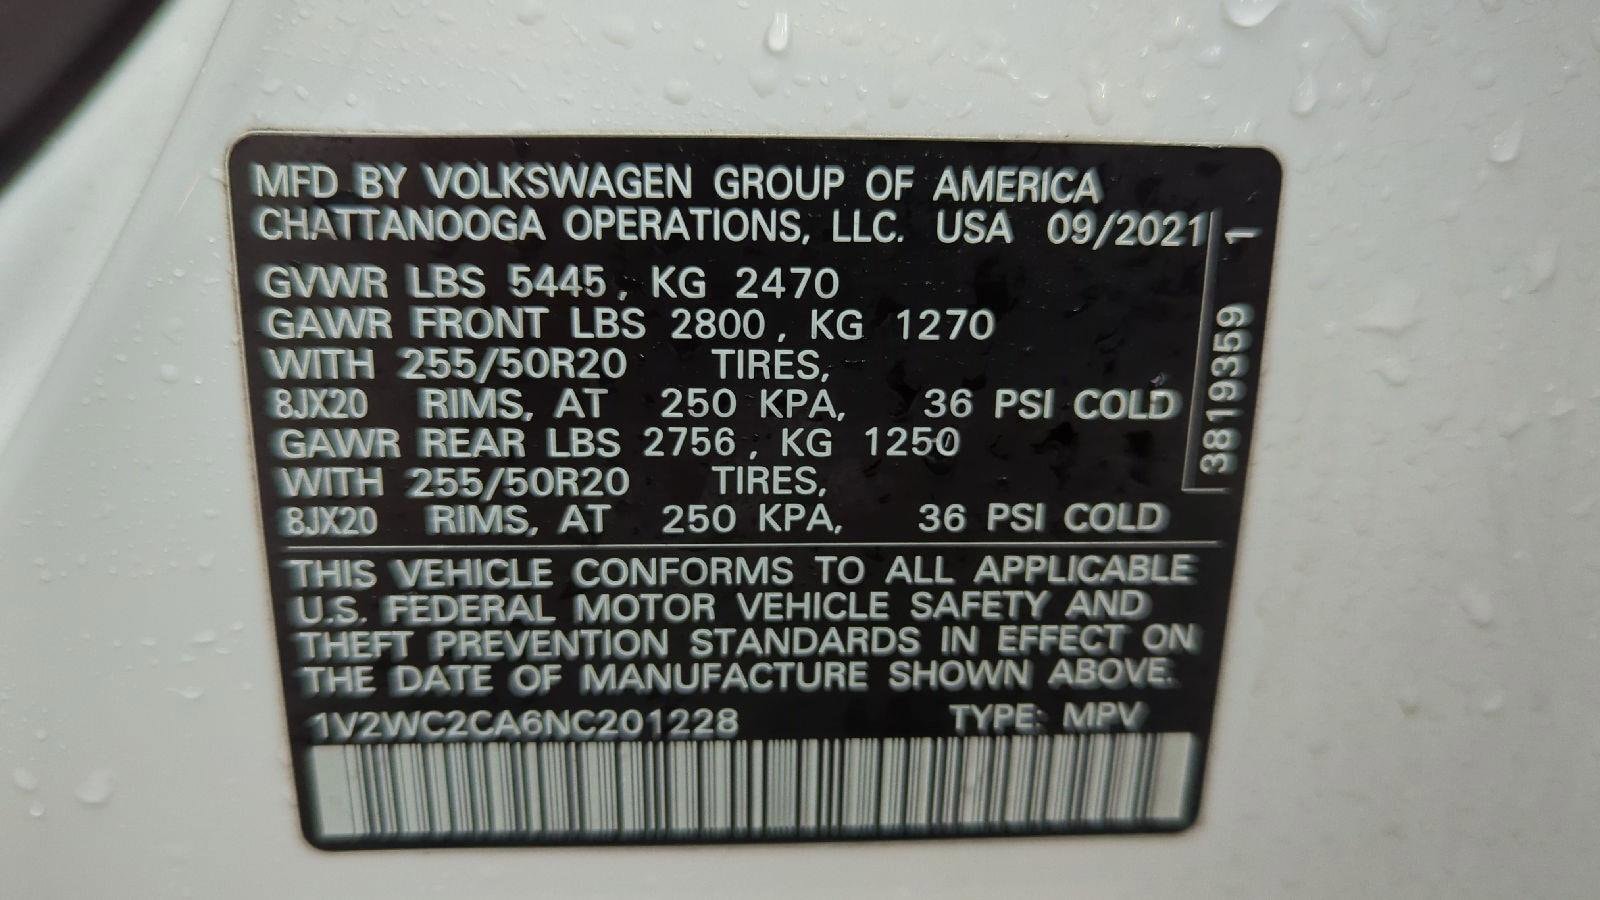 MFD BY VOLKSWAGEN GROUP OF AMERICA
CHATTANOOGA OPERATIONS, LLC. USA 09/2021
GVWR LBS 5445, KG 2470
GAWR FRONT LBS 2800, KG 1270
WITH 255/50R20 TIRES,
8JX20 RIMS, AT 250 KPA, 36 PSI COLD
GAWR REAR LBS 2756, KG 1250
WITH 255/50R20 TIRES,
8JX20 RIMS, AT 250 KPA, 36 PSI COLD
THIS VEHICLE CONFORMS TO ALL APPLICABLE
U.S. FEDERAL MOTOR VEHICLE SAFETY AND
THEFT PREVENTION STANDARDS IN EFFECT ON
THE DATE OF MANUFACTURE SHOWN ABOVE.
1V2WC2CA6NC201228 TYPE: MPV
3819359 1